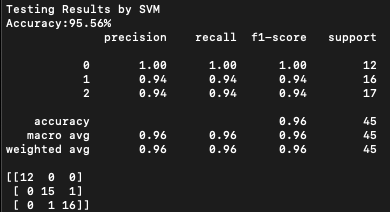 Testing Results by SVM
Accuracy:95.56%
precision recall f1-score support
0 1.00 1.00 1.00 12
1 0.94 0.94 0.94 16
2 0.94 0.94 0.94 17
accuracy 0.96 45
macro avg 0.96 0.96 0.96 45
weighted avg 0.96 0.96 0.96 45
[[12 0 0]
[ 0 15 1]
[ 0 1 16]]